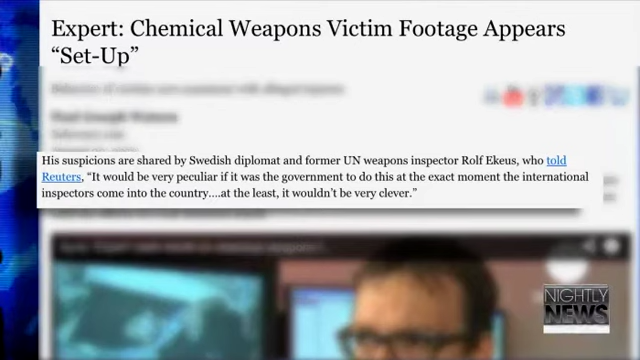 Expert: Chemical Weapons Victim Footage Appears
“Set-Up”
His suspicions are shared by Swedish diplomat and former UN weapons inspector Rolf Ekeus, who told
Reuters, “It would be very peculiar if it was the government to do this at the exact moment the international
inspectors come into the country….at the least, it wouldn’t be very clever.”
NIGHTLY
NEWS